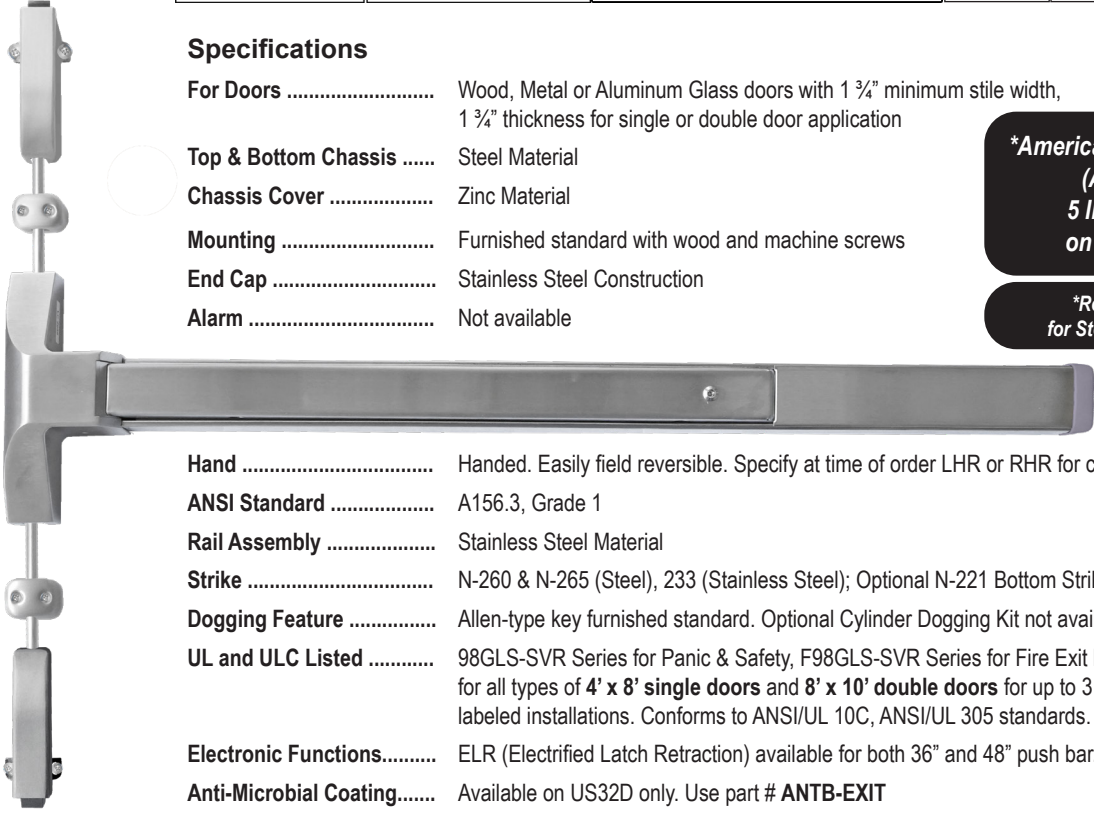 Specifications
For Doors ........................... Wood, Metal or Aluminum Glass doors with 1 ¾” minimum stile width,
1 ¾” thickness for single or double door application
Top & Bottom Chassis ...... Steel Material
Chassis Cover ................... Zinc Material
Mounting ............................ Furnished standard with wood and machine screws
End Cap .............................. Stainless Steel Construction
Alarm .................................. Not available
5
on
for
Hand ................................... Handed. Easily field reversible. Specify at time of order LHR or RHR for
ANSI Standard ................... A156.3, Grade 1
Rail Assembly .................... Stainless Steel Material
Strike .................................. N-260 & N-265 (Steel), 233 (Stainless Steel); Optional N-221 Bottom
Dogging Feature ................ Allen-type key furnished standard. Optional Cylinder Dogging Kit not
UL and ULC Listed ............ 98GLS-SVR Series for Panic & Safety, F98GLS-SVR Series for Fire Exit
for all types of 4’ x 8’ single doors and 8’ x 10’ double doors for up to 3
labeled installations. Conforms to ANSI/UL 10C, ANSI/UL 305 standards.
Electronic Functions.......... ELR (Electrified Latch Retraction) available for both 36” and 48” push
Anti-Microbial Coating....... Available on US32D only. Use part # ANTB-EXIT